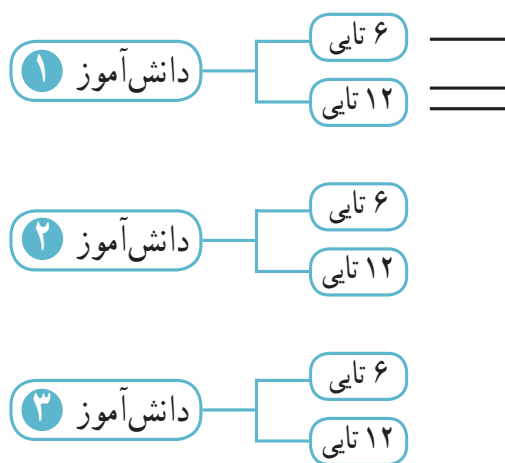 ۶ تایی
دانش‌آموز ۱
۱۲ تایی
۶ تایی
دانش‌آموز ۲
۱۲ تایی
۶ تایی
دانش‌آموز ۳
۱۲ تایی